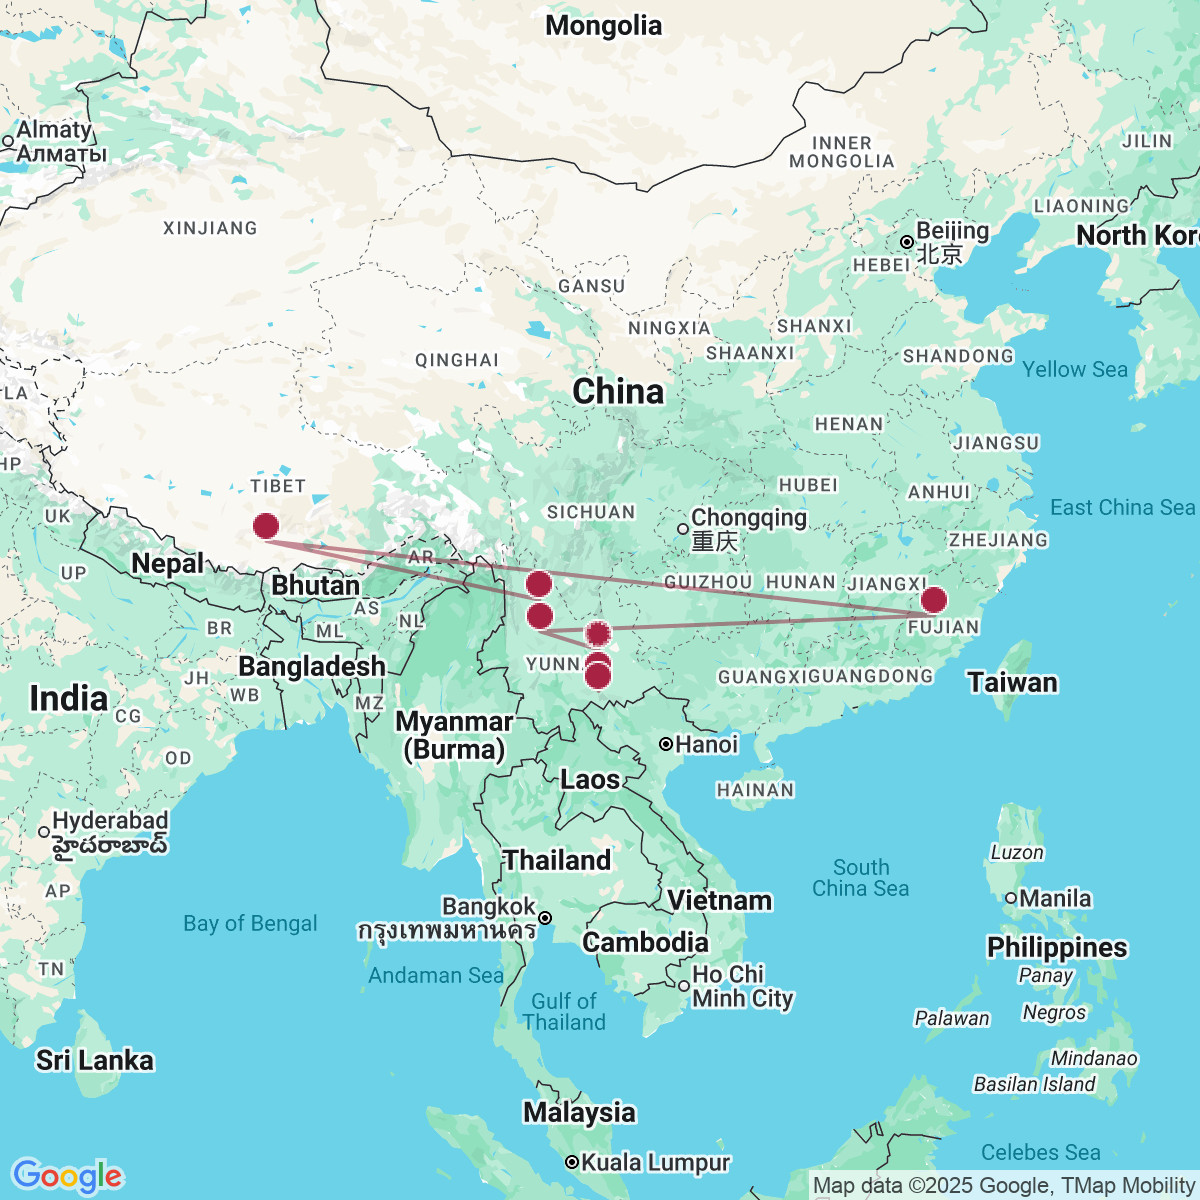 Mongolia
Almaty
Алматы
INNER
MONGOLIA
JILIN
LIAONING
XINJIANG
Beijing
北京
North Kor
HEBEI
GANSU
NINGXIA
SHANXI
SHAANXI
SHANDONG
Yellow Sea
QINGHAI
China
LA
HENAN
JIANGSU
HP
TIBET
HUBEI
ANHUI
East China Sea
UK
SICHUAN
Chongqing
重庆
ZHEJIANG
Nepal
AR
UP
Bhutan
GUIZHOU
HUNAN
JIANGXI
AS
NL
BR
ML
FUJIAN
Bangladesh
YUNN
JH
WB
GUANGXI
GUANGDONG
Taiwan
India
MZ
CG
Myanmar
(Burma)
OD
Hanoi
Laos
HAINAN
Hyderabad
హైదరాబాద్
Luzon
Thailand
South
China Sea
AP
Vietnam
Manila
Bangkok
กรุงเทพมหานคร
Bay of Bengal
Cambodia
Philippines
TN
Andaman Sea
Ho Chi
Minh City
Panay
Gulf of
Thailand
Palawan
Negros
Sri Lanka
Mindanao
Basilan Island
Malaysia
Celebes Sea
Kuala Lumpur
Google
Map data ©2025 Google, TMap Mobility